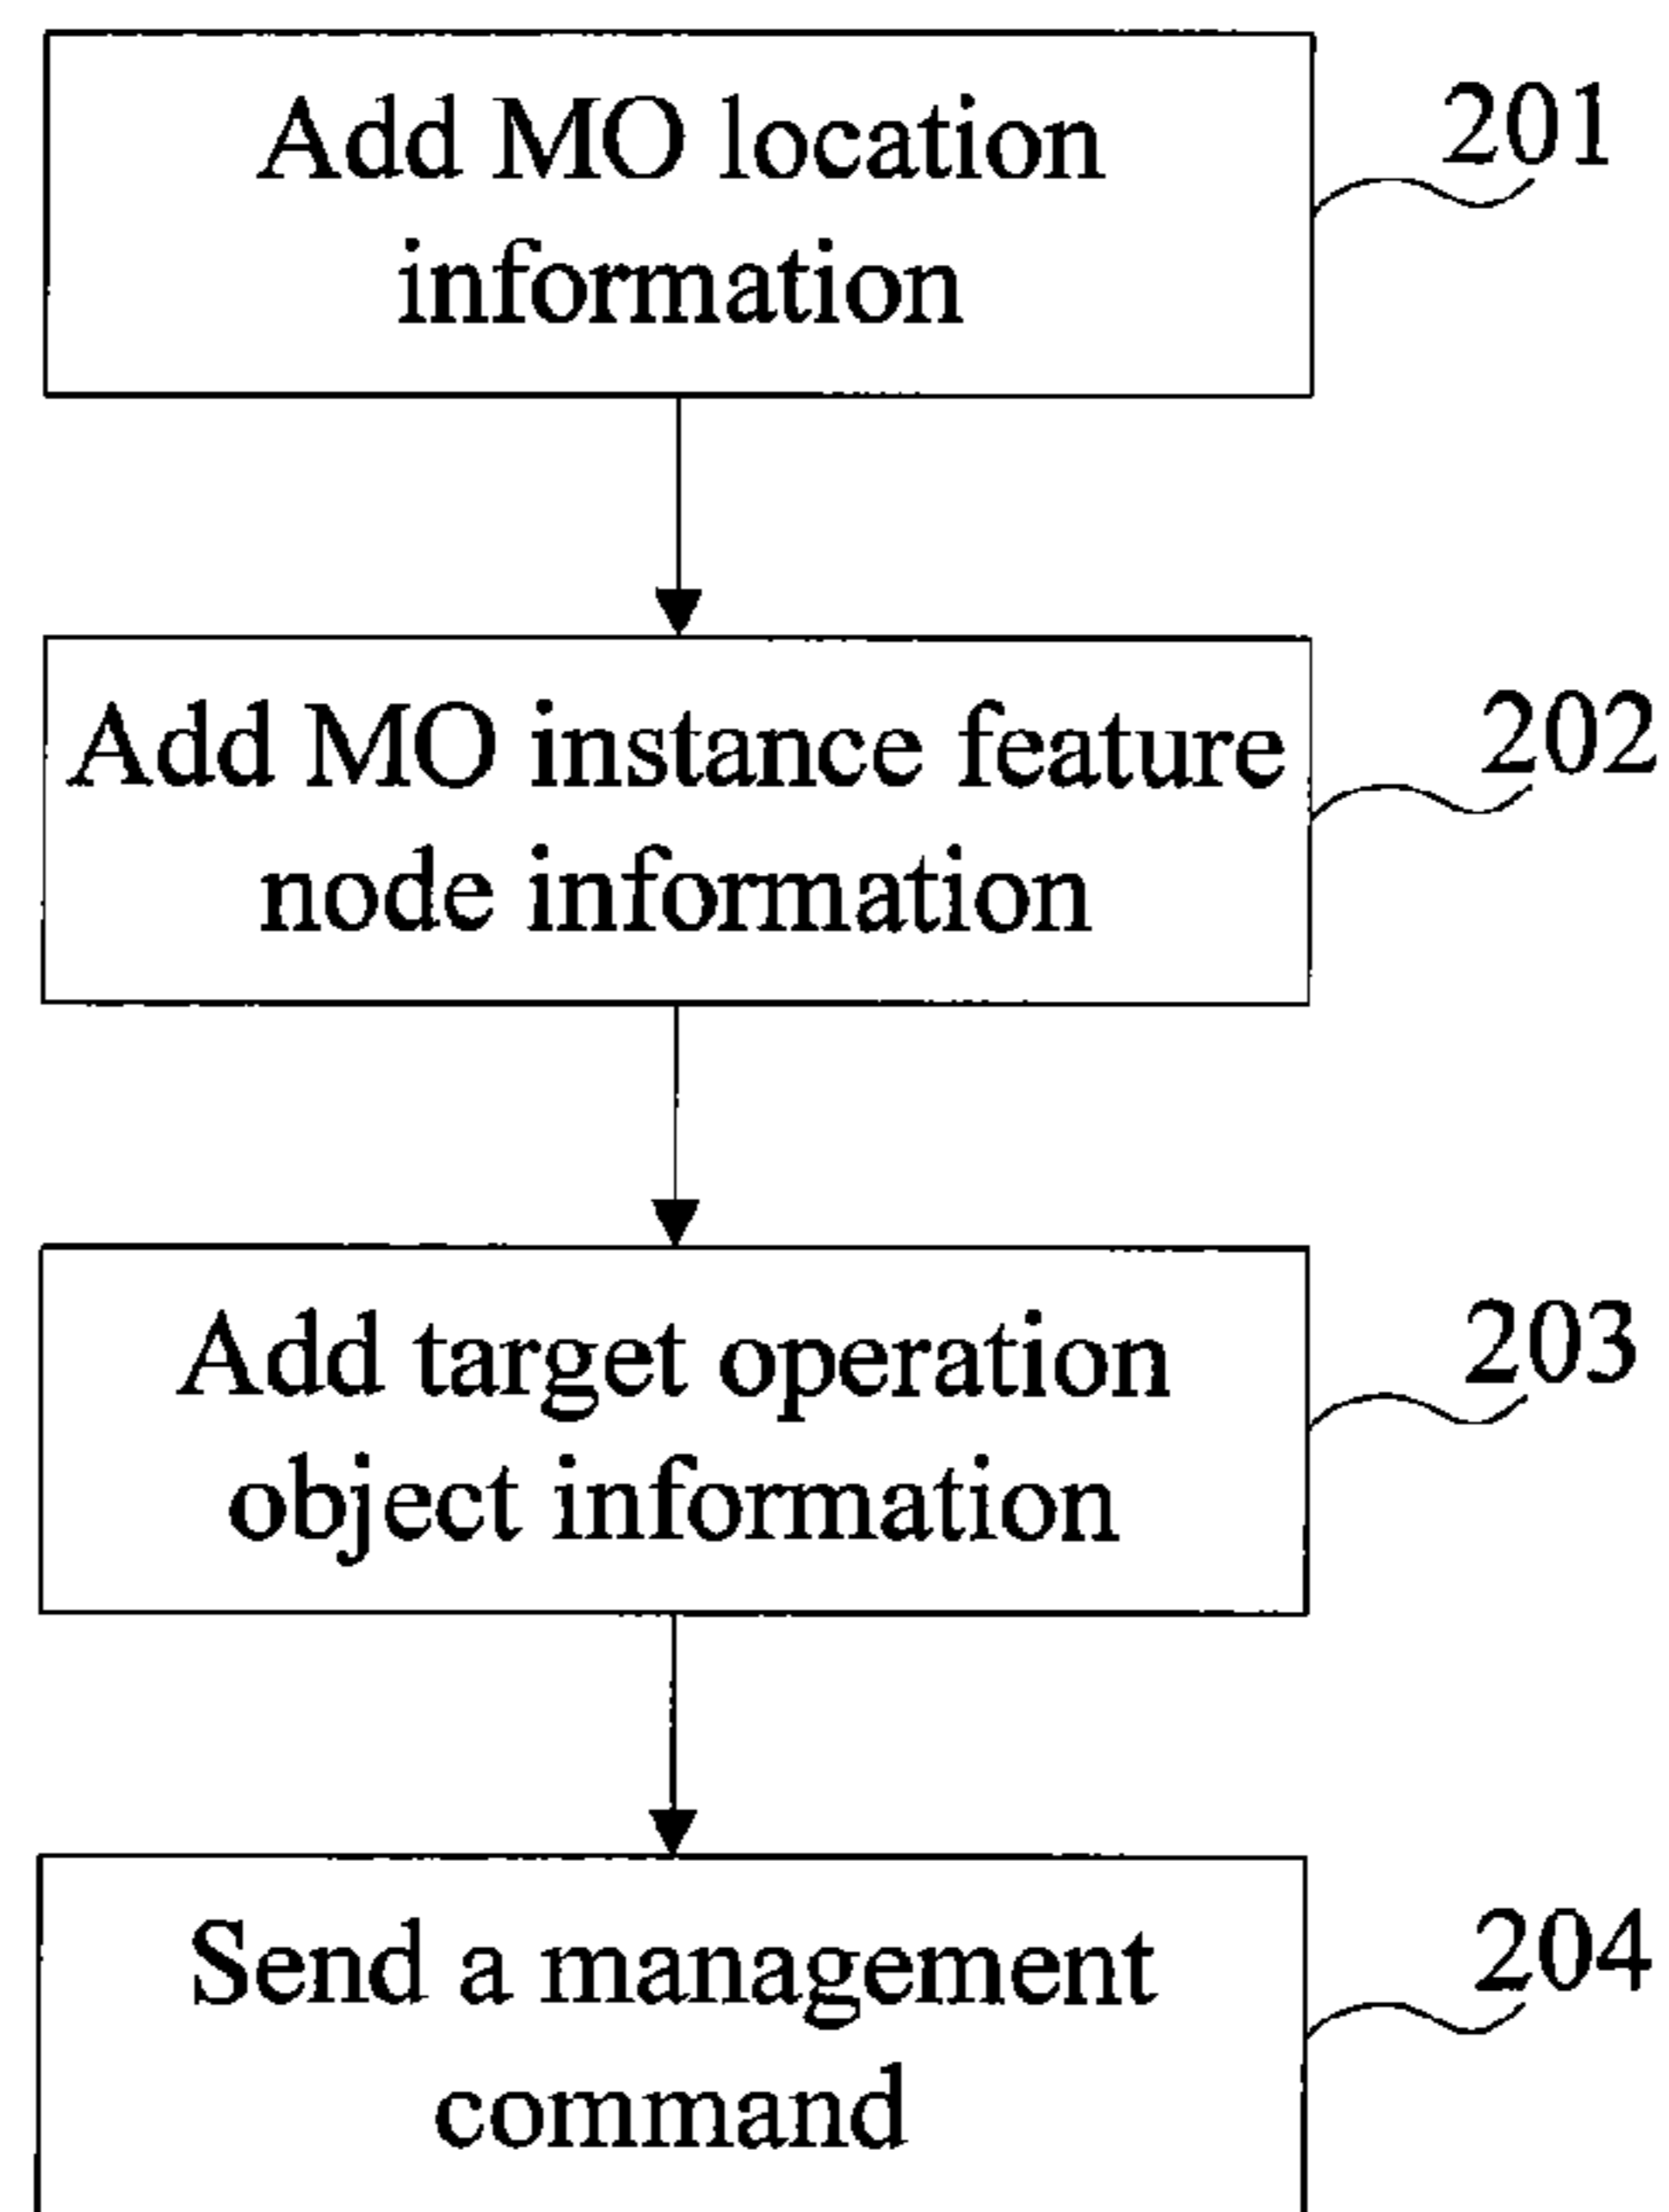 Add MO location
information
201
Add MO instance feature
node information
202
Add target operation
object information
203
Send a management
command
204